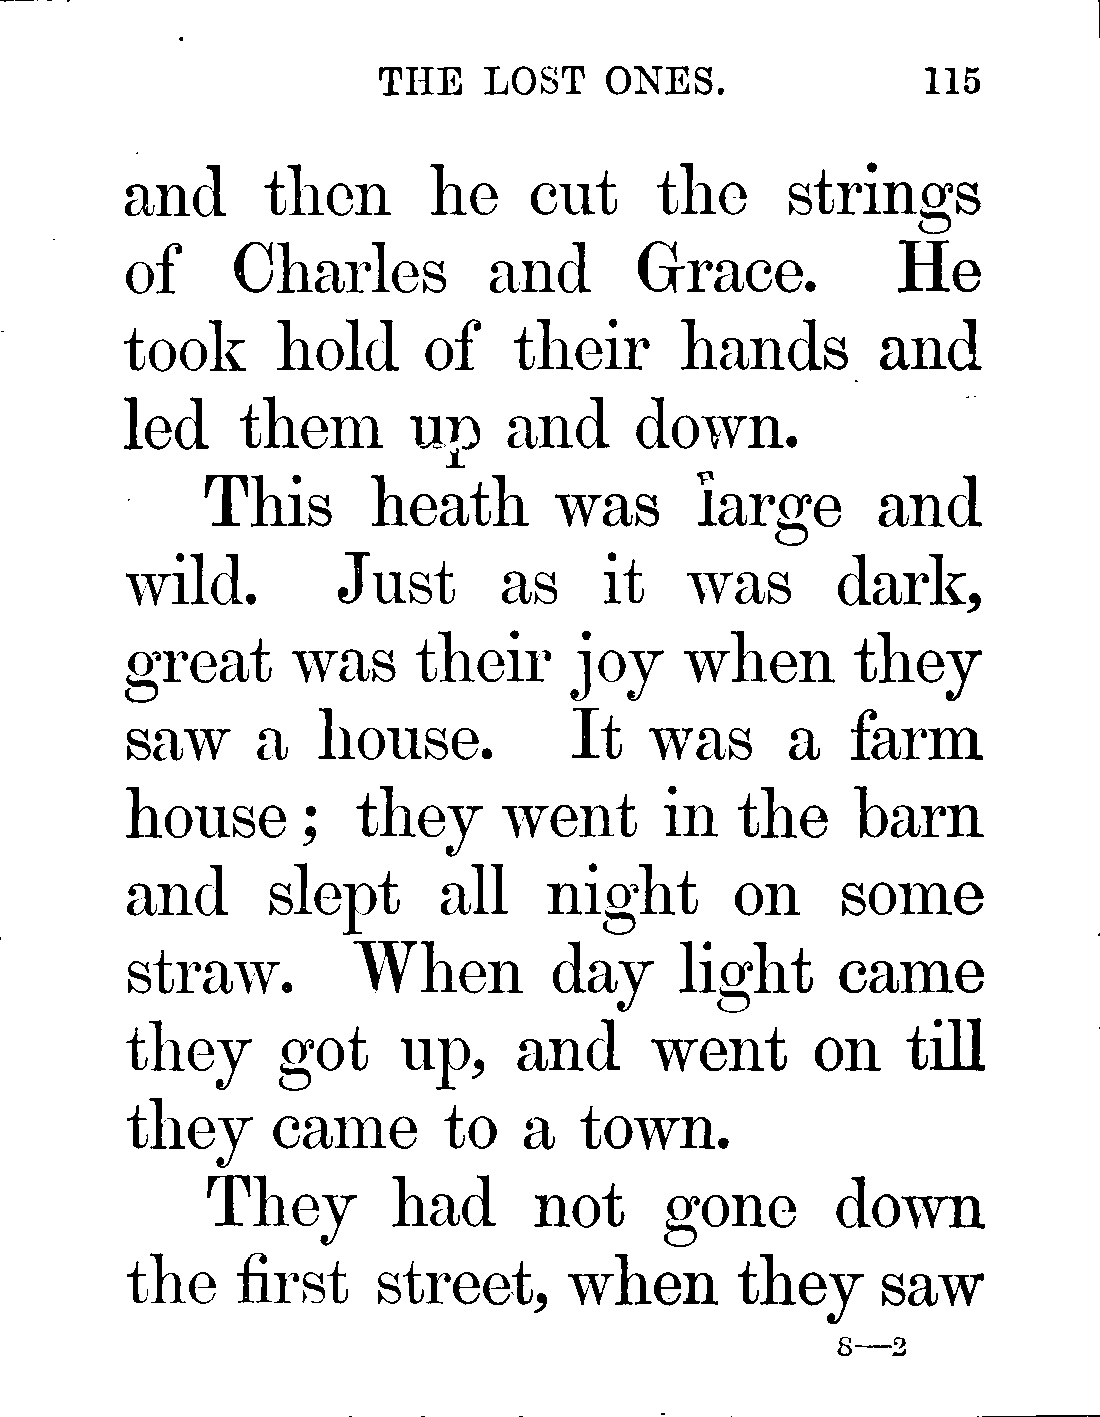 THE LOST ONES. 115
and then he cut the strings
of Charles and Grace. He
took hold of their hands and
led them up and down.
This heath was large and
wild. Just as it was dark,
great was their joy when they
saw a house. It was a farm
house; they went in the barn
and slept all night on some
straw. When day light came
they got up, and went on till
they came to a town.
They had not gone down
the first street, when they saw
8—2